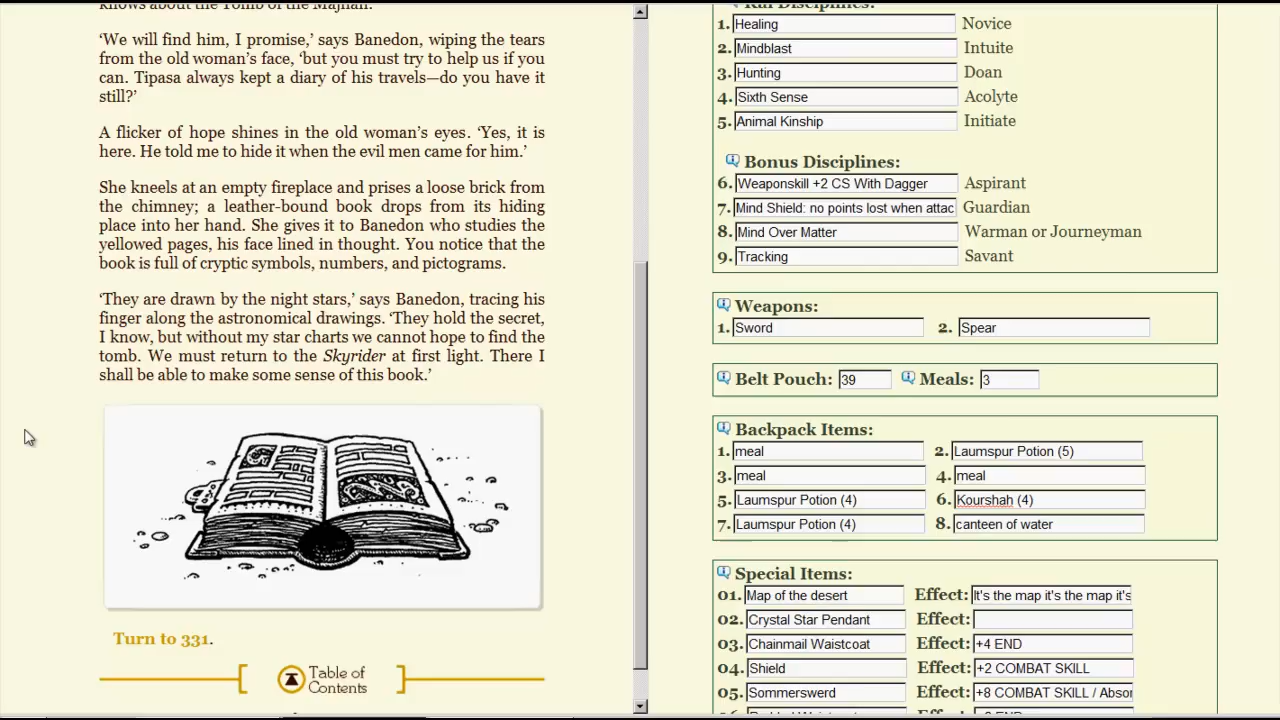 knows about the Tomb of the Majhan.
‘We will find him, I promise,’ says Banedon, wiping the tears
from the old woman’s face, ‘but you must try to help us if you
can. Tipasa always kept a diary of his travels—do you have it
still?’
A flicker of hope shines in the old woman’s eyes. ‘Yes, it is
here. He told me to hide it when the evil men came for him.’
She kneels at an empty fireplace and prises a loose brick from
the chimney; a leather-bound book drops from its hiding
place into her hand. She gives it to Banedon who studies the
yellowed pages, his face lined in thought. You notice that the
book is full of cryptic symbols, numbers, and pictograms.
‘They are drawn by the night stars,’ says Banedon, tracing his
finger along the astronomical drawings. ‘They hold the secret,
I know, but without my star charts we cannot hope to find the
tomb. We must return to the Skyrider at first light. There I
shall be able to make some sense of this book.’
Turn to 331.
Table of
Contents
Kai Disciplines:
1. Healing Novice
2. Mindblast Intuite
3. Hunting Doan
4. Sixth Sense Acolyte
5. Animal Kinship Initiate
Bonus Disciplines:
6. Weaponskill +2 CS With Dagger Aspirant
7. Mind Shield: no points lost when attac Guardian
8. Mind Over Matter Warman or Journeyman
9. Tracking Savant
Weapons:
1. Sword 2. Spear
Belt Pouch: 39 Meals: 3
Backpack Items:
1. meal 2. Laumspur Potion (5)
3. meal 4. meal
5. Laumspur Potion (4) 6. Kourshah (4)
7. Laumspur Potion (4) 8. canteen of water
Special Items:
01. Map of the desert Effect: It's the map it's the map it's
02. Crystal Star Pendant Effect:
03. Chainmail Waistcoat Effect: +4 END
04. Shield Effect: +2 COMBAT SKILL
05. Sommerswerd Effect: +8 COMBAT SKILL / Absor